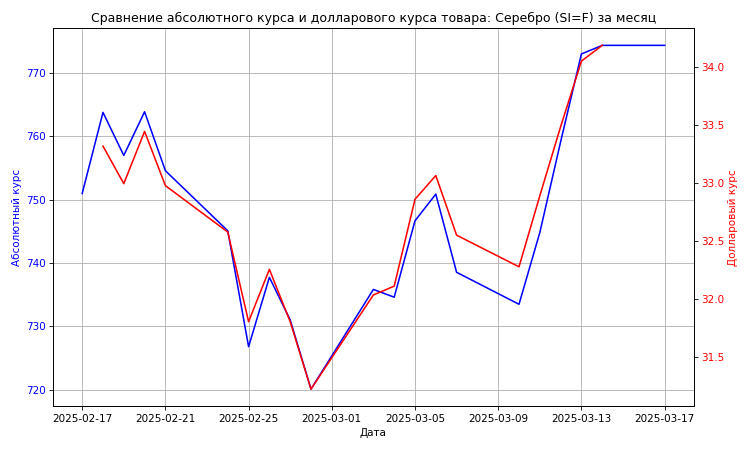 Сравнение абсолютного курса и долларового курса товара: Серебро (SI=F) за месяц
770
760
750
740
730
720
Абсолютный курс
34.0
33.5
33.0
32.5
32.0
31.5
Долларовый курс
2025-02-17 2025-02-21 2025-02-25 2025-03-01 2025-03-05 2025-03-09 2025-03-13 2025-03-17
Дата